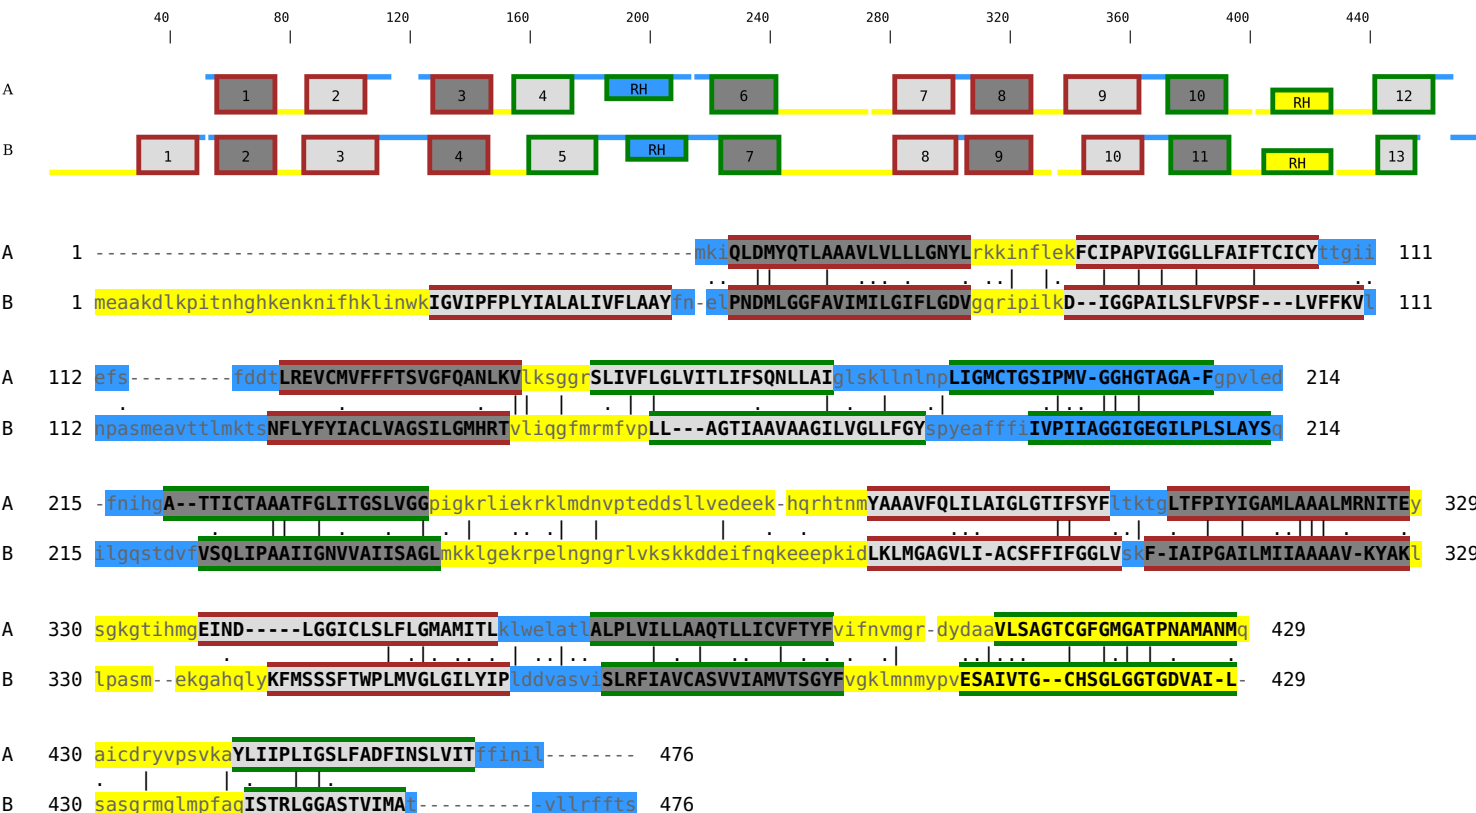 40 80 120 160 200 240 280 320 360 400 440
A 1 2 3 4 RH 6 7 8 9 10 RH 12
B 1 2 3 4 5 RH 7 8 9 10 11 RH 13
A 1 ----------------------------------------------------mkiQLDMYQTLAAAVLVLLLGNYLrkkinflekFCIPAPVIGGLLFAIFTCICYttgii 111
B 1 meaakdlkpitnhghkenknifhklinwkIGVIPFPLYIALALIVFLAAYfn-elPNDMLGGFAVIMILGIFLGDVgqripilkD--IGGPAILSLFVPSF---LVFFKVl 111
A 112 efs---------fddtLREVCMVFFFTSVGFQANLKVlksggrSLIVFLGLVITLIFSQNLLAIglskllnlnpLIGMCTGSIPMV-GGHGTAGA-Fgpvled 214
B 112 npasmeavttlmktsNFLYFYIACLVAGSILGMHRTvliqgfmrmfvpLL---AGTIAAVAAGILVGLLFGYspyeafffiIVPIIAGGIGEGILPLSLAYSq 214
A 215 -fnihgA--TTICTAAATFGLITGSLVGGpigkrliekrklmdnvpteddsllvedeek-hqrhtnmYAAAVFQLILAIGLGTIFSYFltktgLTFPIYIGAMLAAALMRNITEy 329
B 215 ilgqstdvfVSQLIPAAIIGNVVAIISAGLmkklgekrpelngngrlvkskkddeifnqkeeepkidLKLMGAGVLI-ACSFFIFGGLVskF-IAIPGAILMIIAAAAV-KYAKl 329
A 330 sgkgtihmgEIND-----LGGICLSLFLGMAMITLklwelatlALPLVILLAAQTLLICVFTYFvifnvmgr-dydaaVLSAGTCGFGMGATPNAMANMq 429
B 330 lpasm--ekgahqlyKFMSSSFTWPLMVGLGILYIPlddvasviSLRFIAVCASVVIAMVTSGYFvgklmnmypvESAIVTG--CHSGLGGTGDVAI-L- 429
A 430 aicdryvpsvkaYLIIPLIGSLFADFINSLVITffinil-------- 476
B 430 sasgrmglmpfaqISTRLGGASTVIMAt-----------vllrffts 476